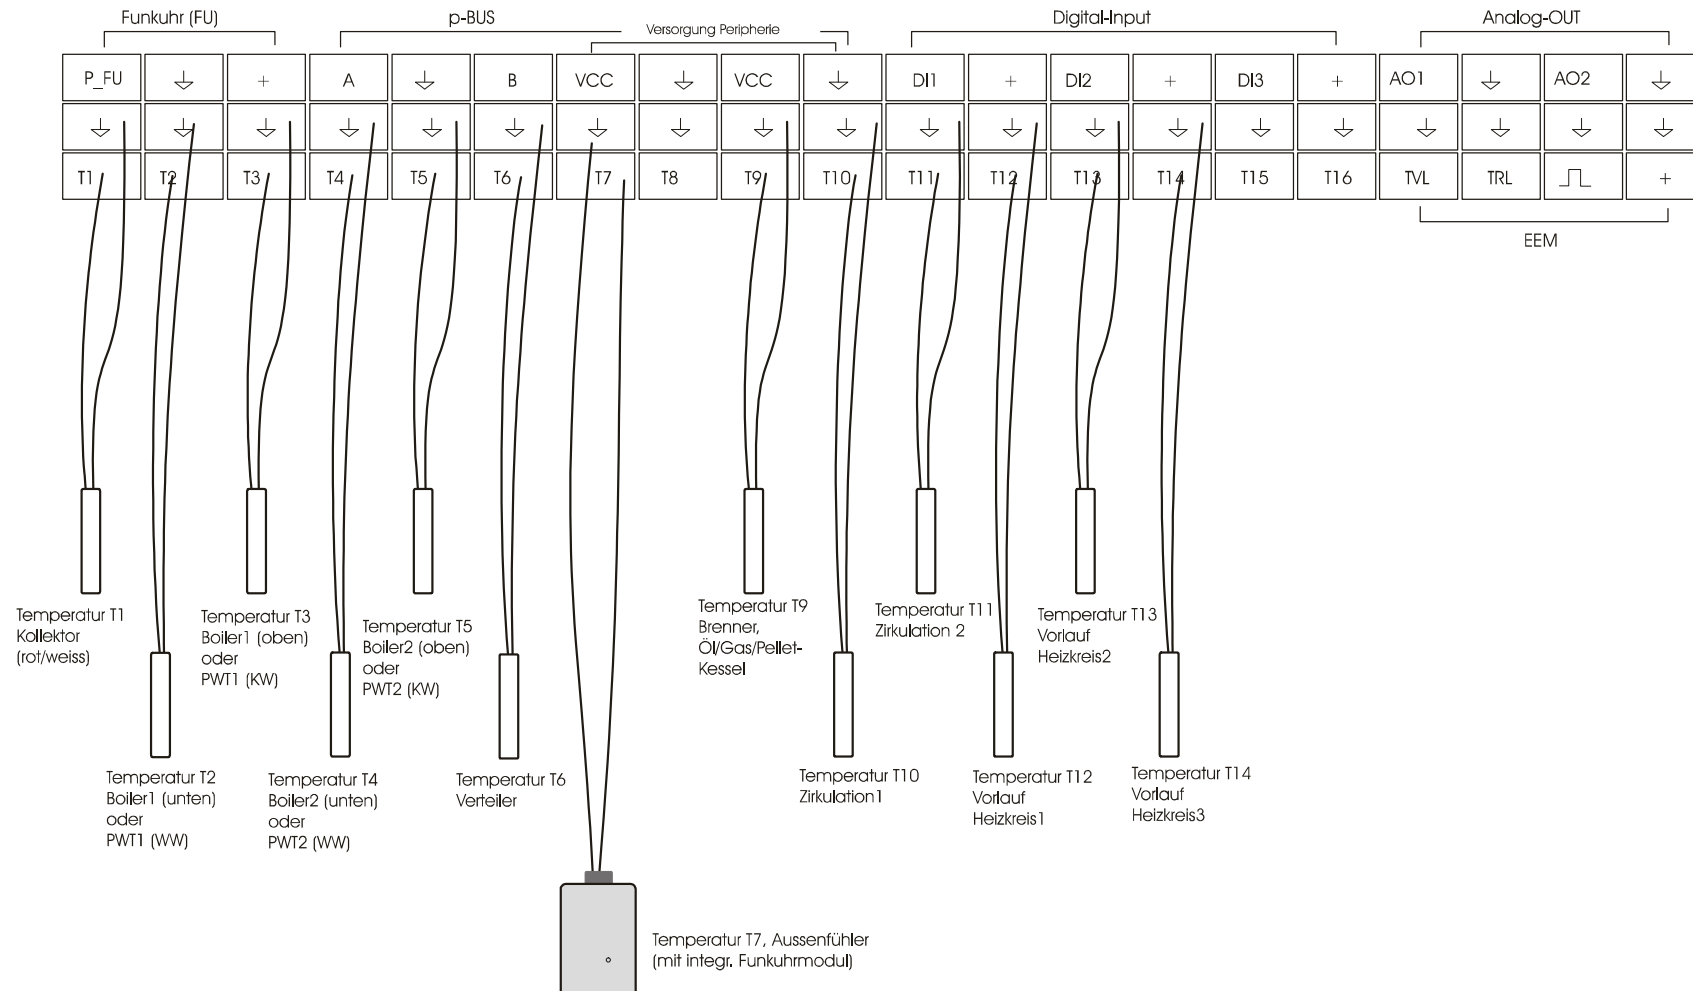 Funkuhr (FU)
p-BUS
Versorgung Peripherie
Digital-Input
Analog-OUT
P_FU + A B VCC VCC DI1 + DI2 + DI3 + AO1 AO2
T1 T2 T3 T4 T5 T6 T7 T8 T9 T10 T11 T12 T13 T14 T15 T16 TVL TRL +
EEM
Temperatur T1
Kollektor
(rot/weiss)
Temperatur T2
Boiler1 (unten)
oder
PWT1 (WW)
Temperatur T3
Boiler1 (oben)
oder
PWT1 (KW)
Temperatur T4
Boiler2 (unten)
oder
PWT2 (WW)
Temperatur T5
Boiler2 (oben)
oder
PWT2 (KW)
Temperatur T6
Verteiler
Temperatur T7, Aussenfühler
(mit integr. Funkuhrmodul)
Temperatur T9
Brenner,
Öl/Gas/Pellet-
Kessel
Temperatur T10
Zirkulation1
Temperatur T11
Zirkulation 2
Temperatur T12
Vorlauf
Heizkreis1
Temperatur T13
Vorlauf
Heizkreis2
Temperatur T14
Vorlauf
Heizkreis3